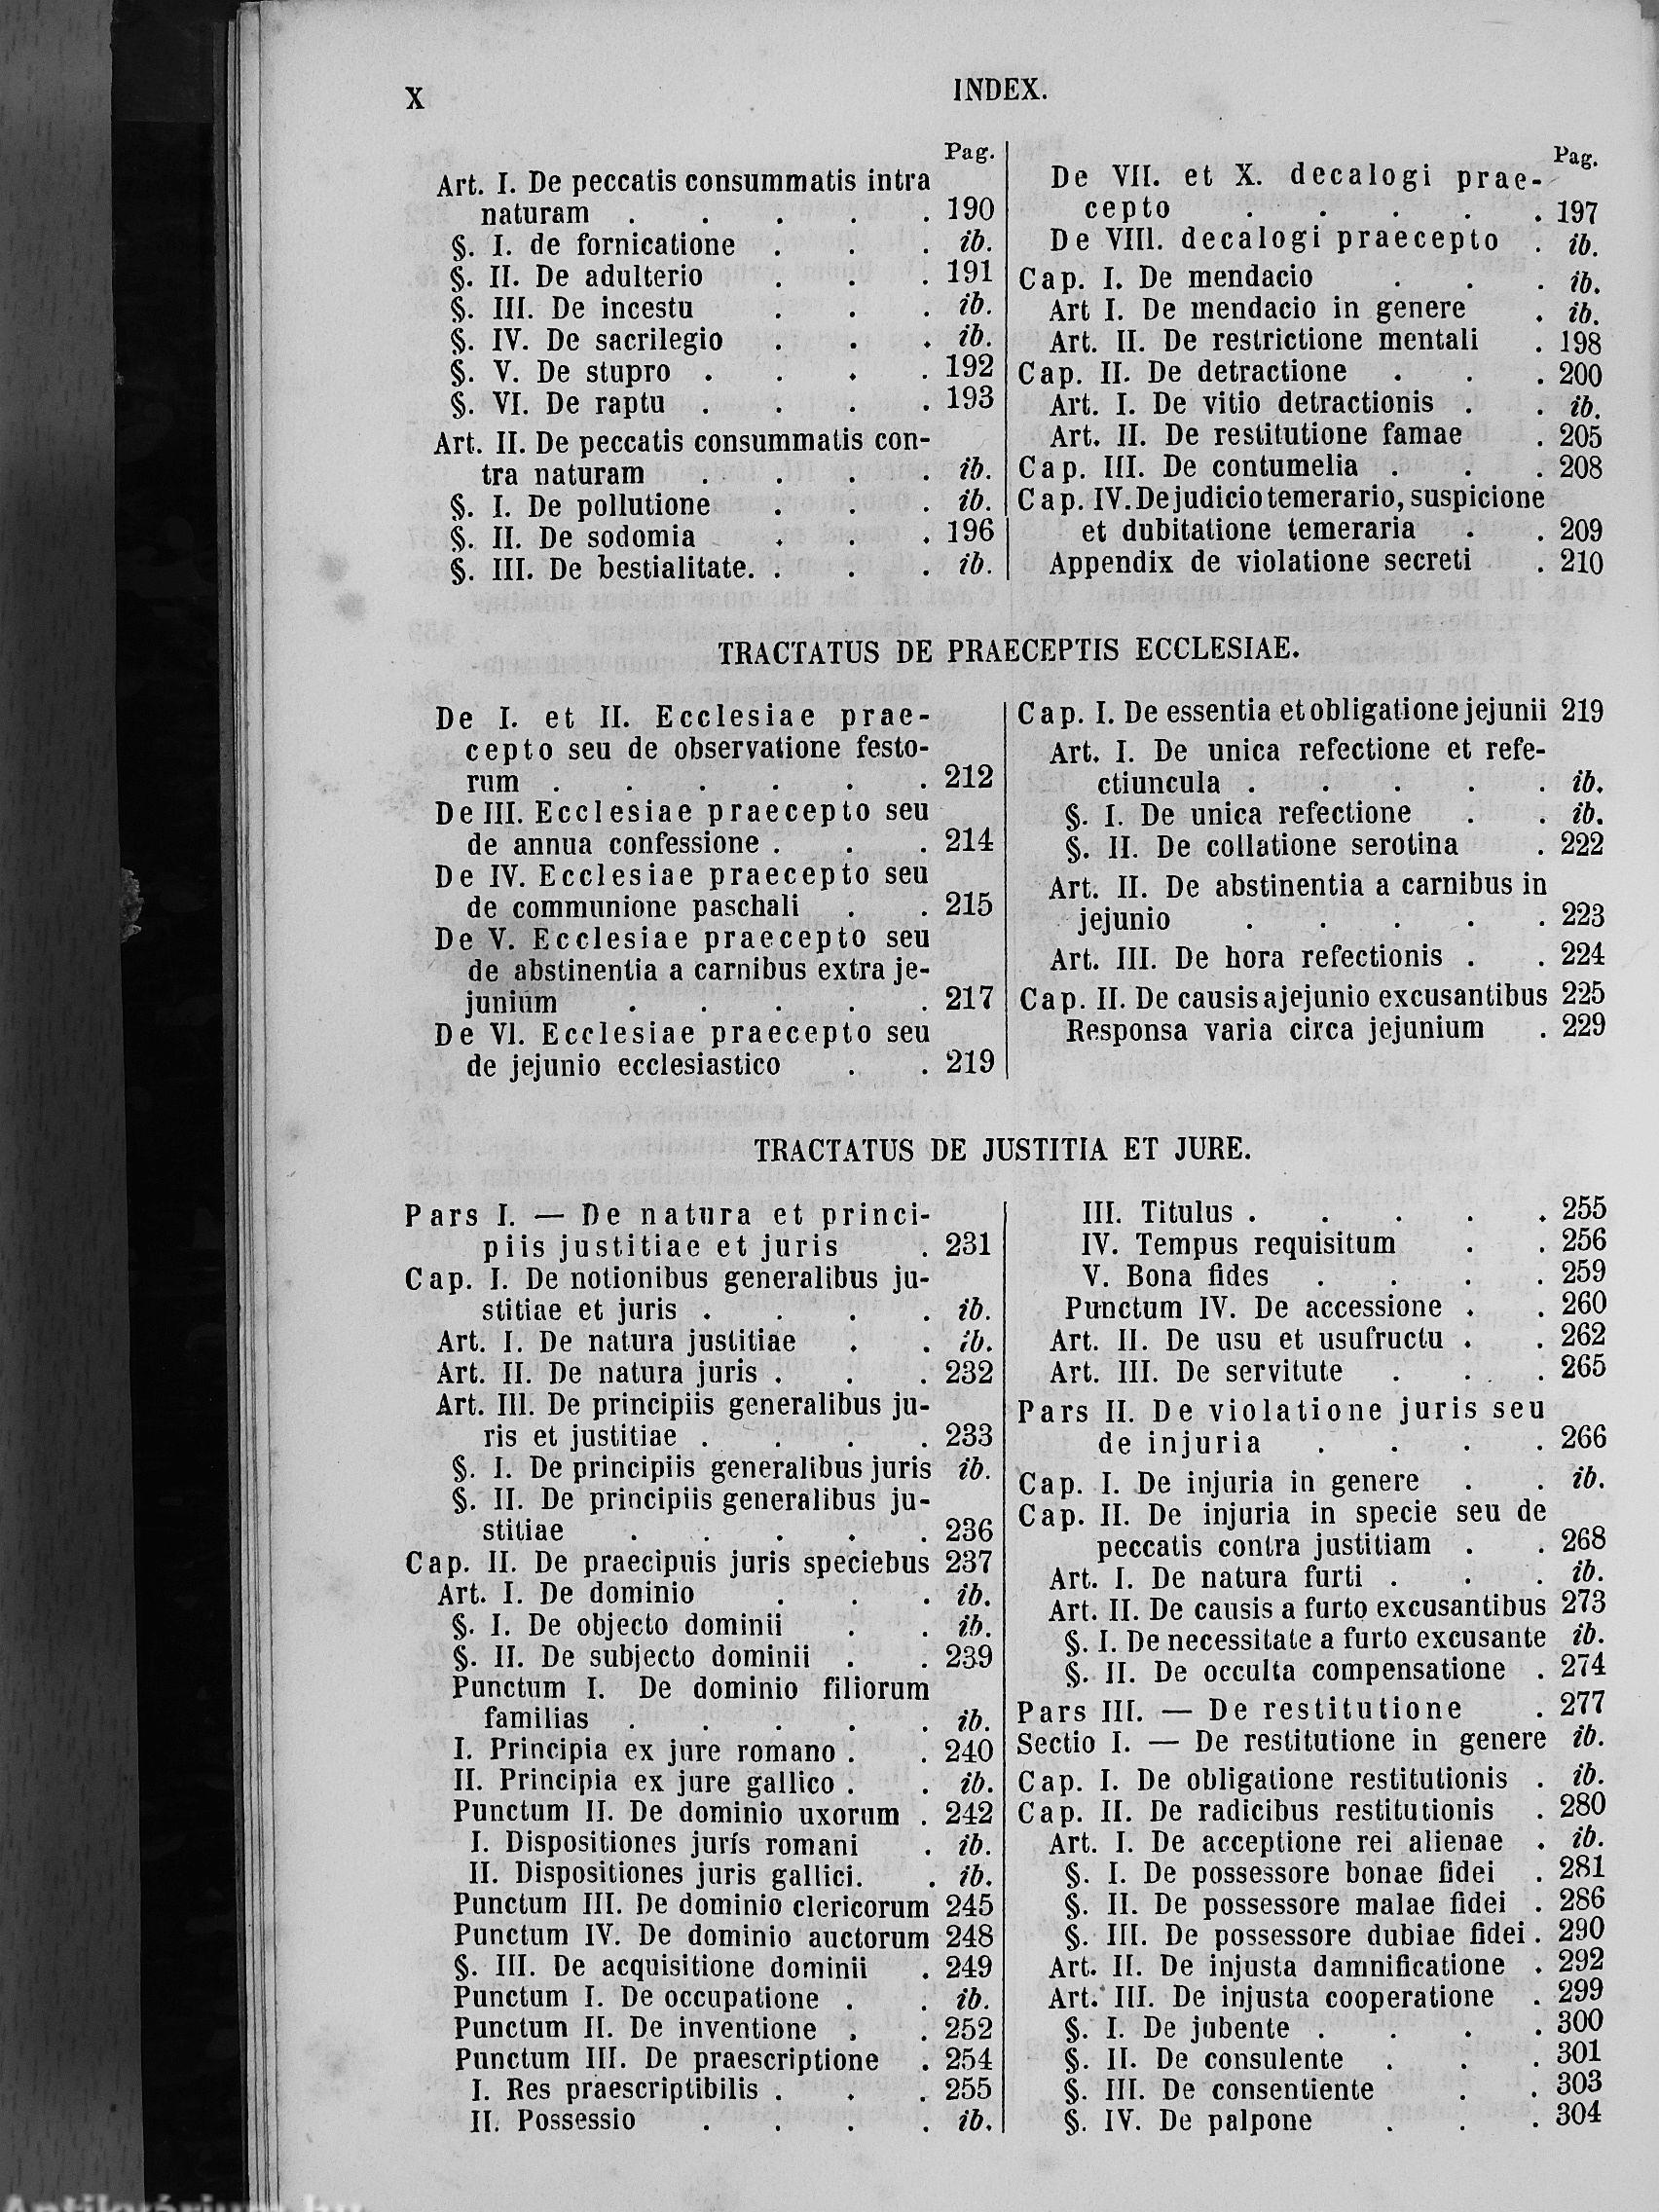 X
INDEX.
Pag.
Art. I. De peccatis consummatis intra
naturam . . . . . 190
§. I. de fornicatione . . . ib.
§. II. De adulterio . . . 191
§. III. De incestu . . . ib.
§. IV. De sacrilegio . . . ib.
§. V. De stupro . . . . 192
§. VI. De raptu . . . . 193
Art. II. De peccatis consummatis con-
tra naturam . . . . ib.
§. I. De pollutione . . . ib.
§. II. De sodomia . . . 196
§. III. De bestialitate. . . . ib.
Pag.
De VII. et X. decalogi prae-
cepto . . . . . 197
De VIII. decalogi praecepto . ib.
Cap. I. De mendacio . . . ib.
Art I. De mendacio in genere . ib.
Art. II. De restrictione mentali . 198
Cap. II. De detractione . . . 200
Art. I. De vitio detractionis . . ib.
Art. II. De restitutione famae . 205
Cap. III. De contumelia . . . 208
Cap. IV. De judicio temerario, suspicione
et dubitatione temeraria . . 209
Appendix de violatione secreti . 210
TRACTATUS DE PRAECEPTIS ECCLESIAE.
De I. et II. Ecclesiae prae-
cepto seu de observatione festo-
rum . . . . . . 212
De III. Ecclesiae praecepto seu
de annua confessione . . . 214
De IV. Ecclesiae praecepto seu
de communione paschali . . 215
De V. Ecclesiae praecepto seu
de abstinentia a carnibus extra je-
junium . . . . . 217
De VI. Ecclesiae praecepto seu
de jejunio ecclesiastico . . 219
Cap. I. De essentia et obligatione jejunii 219
Art. I. De unica refectione et refe-
ctiuncula . . . . . ib.
§. I. De unica refectione . . ib.
§. II. De collatione serotina . 222
Art. II. De abstinentia a carnibus in
jejunio . . . . . 223
Art. III. De hora refectionis . . 224
Cap. II. De causis a jejunio excusantibus 225
Responsa varia circa jejunium . 229
TRACTATUS DE JUSTITIA ET JURE.
Pars I. — De natura et princi-
piis justitiae et juris . 231
Cap. I. De notionibus generalibus ju-
stitiae et juris . . . . ib.
Art. I. De natura justitiae . . ib.
Art. II. De natura juris . . . 232
Art. III. De principiis generalibus ju-
ris et justitiae . . . . 233
§. I. De principiis generalibus juris ib.
§. II. De principiis generalibus ju-
stitiae . . . . . 236
Cap. II. De praecipuis juris speciebus 237
Art. I. De dominio . . . ib.
§. I. De objecto dominii . . ib.
§. II. De subjecto dominii . . 239
Punctum I. De dominio filiorum
familias . . . . . ib.
I. Principia ex jure romano . . 240
II. Principia ex jure gallico . . ib.
Punctum II. De dominio uxorum . 242
I. Dispositiones juris romani . ib.
II. Dispositiones juris gallici. . ib.
Punctum III. De dominio clericorum 245
Punctum IV. De dominio auctorum 248
§. III. De acquisitione dominii . 249
Punctum I. De occupatione . . ib.
Punctum II. De inventione . . 252
Punctum III. De praescriptione . 254
I. Res praescriptibilis . . . 255
II. Possessio . . . . ib.
III. Titulus . . . . . 255
IV. Tempus requisitum . . 256
V. Bona fides . . . . 259
Punctum IV. De accessione . . 260
Art. II. De usu et usufructu . . 262
Art. III. De servitute . . . 265
Pars II. De violatione juris seu
de injuria . . . . 266
Cap. I. De injuria in genere . . ib.
Cap. II. De injuria in specie seu de
peccatis contra justitiam . . 268
Art. I. De natura furti . . . ib.
Art. II. De causis a furto excusantibus 273
§. I. De necessitate a furto excusante ib.
§. II. De occulta compensatione . 274
Pars III. — De restitutione . 277
Sectio I. — De restitutione in genere ib.
Cap. I. De obligatione restitutionis . ib.
Cap. II. De radicibus restitutionis . 280
Art. I. De acceptione rei alienae . ib.
§. I. De possessore bonae fidei . 281
§. II. De possessore malae fidei . 286
§. III. De possessore dubiae fidei . 290
Art. II. De injusta damnificatione . 292
Art. III. De injusta cooperatione . 299
§. I. De jubente . . . . 300
§. II. De consulente . . . 301
§. III. De consentiente . . 303
§. IV. De palpone . . . 304